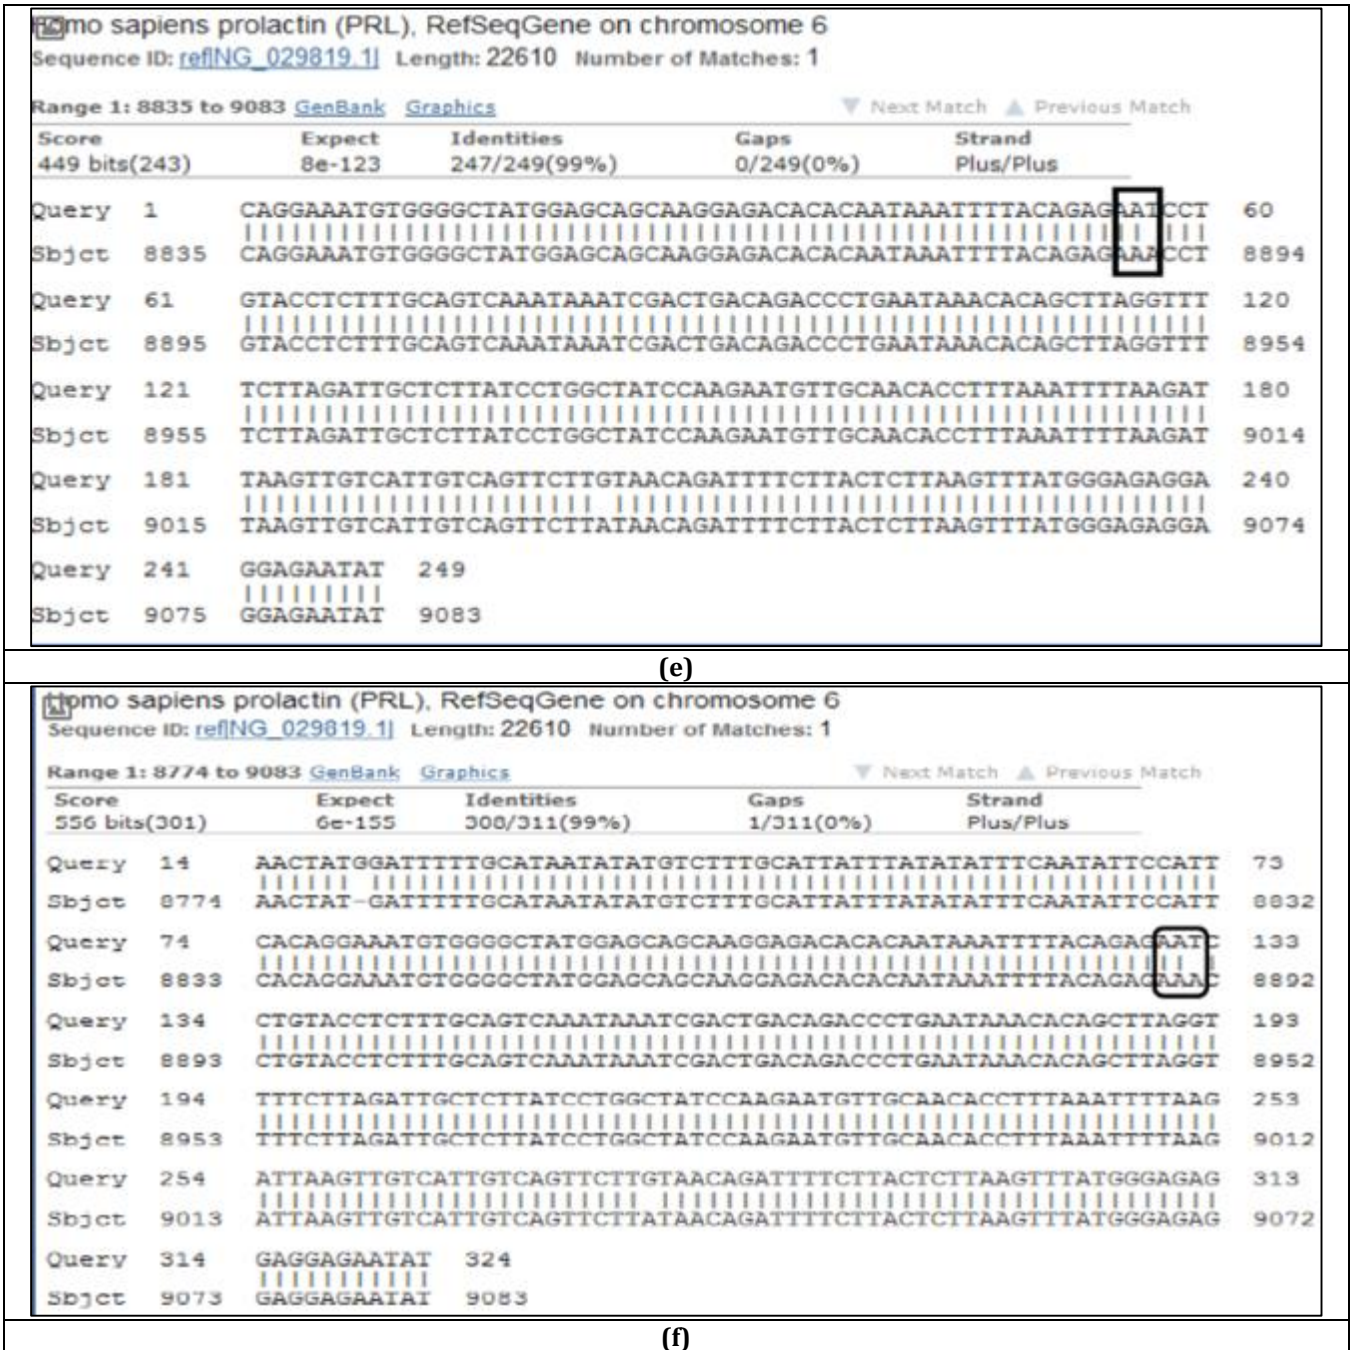 Homo sapiens prolactin (PRL), RefSeqGene on chromosome 6
Sequence ID: ref|NG_029819.1| Length: 22610 Number of Matches: 1
Range 1: 8835 to 9083 GenBank Graphics ▼ Next Match ▲ Previous Match
Score Expect Identities Gaps Strand
449 bits(243) 8e-123 247/249(99%) 0/249(0%) Plus/Plus
Query 1 CAGGAAATGTGGGGCTATGGAGCAGCAAGGAGACACACAATAAATTTTACAGAGAATCCT 60
Sbjct 8835 CAGGAAATGTGGGGCTATGGAGCAGCAAGGAGACACACAATAAATTTTACAGAGAAACCT 8894
Query 61 GTACCTCTTTGCAGTCAAATAAATCGACTGACAGACCCTGAATAAACACAGCTTAGGTTT 120
Sbjct 8895 GTACCTCTTTGCAGTCAAATAAATCGACTGACAGACCCTGAATAAACACAGCTTAGGTTT 8954
Query 121 TCTTAGATTGCTCTTATCCTGGCTATCCAAGAATGTTGCAACACCTTTAAATTTTAAGAT 180
Sbjct 8955 TCTTAGATTGCTCTTATCCTGGCTATCCAAGAATGTTGCAACACCTTTAAATTTTAAGAT 9014
Query 181 TAAGTTGTCATTGTCAGTTCTTGTAACAGATTTTCTTACTCTTAAGTTTATGGGAGAGGA 240
Sbjct 9015 TAAGTTGTCATTGTCAGTTCTTATAACAGATTTTCTTACTCTTAAGTTTATGGGAGAGGA 9074
Query 241 GGAGAATAT 249
Sbjct 9075 GGAGAATAT 9083
(e)
Homo sapiens prolactin (PRL), RefSeqGene on chromosome 6
Sequence ID: ref|NG_029819.1| Length: 22610 Number of Matches: 1
Range 1: 8774 to 9083 GenBank Graphics ▼ Next Match ▲ Previous Match
Score Expect Identities Gaps Strand
556 bits(301) 6e-155 308/311(99%) 1/311(0%) Plus/Plus
Query 14 AACTATGGATTTTTGCATAATATATGTCTTTGCATTATTTATATATTTCAATATTCCATT 73
Sbjct 8774 AACTAT-GATTTTTGCATAATATATGTCTTTGCATTATTTATATATTTCAATATTCCATT 8832
Query 74 CACAGGAAATGTGGGGCTATGGAGCAGCAAGGAGACACACAATAAATTTTACAGAGAATC 133
Sbjct 8833 CACAGGAAATGTGGGGCTATGGAGCAGCAAGGAGACACACAATAAATTTTACAGAGAAAC 8892
Query 134 CTGTACCTCTTTGCAGTCAAATAAATCGACTGACAGACCCTGAATAAACACAGCTTAGGT 193
Sbjct 8893 CTGTACCTCTTTGCAGTCAAATAAATCGACTGACAGACCCTGAATAAACACAGCTTAGGT 8952
Query 194 TTTCTTAGATTGCTCTTATCCTGGCTATCCAAGAATGTTGCAACACCTTTAAATTTTAAG 253
Sbjct 8953 TTTCTTAGATTGCTCTTATCCTGGCTATCCAAGAATGTTGCAACACCTTTAAATTTTAAG 9012
Query 254 ATTAAGTTGTCATTGTCAGTTCTTGTAACAGATTTTCTTACTCTTAAGTTTATGGGAGAG 313
Sbjct 9013 ATTAAGTTGTCATTGTCAGTTCTTATAACAGATTTTCTTACTCTTAAGTTTATGGGAGAG 9072
Query 314 GAGGAGAATAT 324
Sbjct 9073 GAGGAGAATAT 9083
(f)